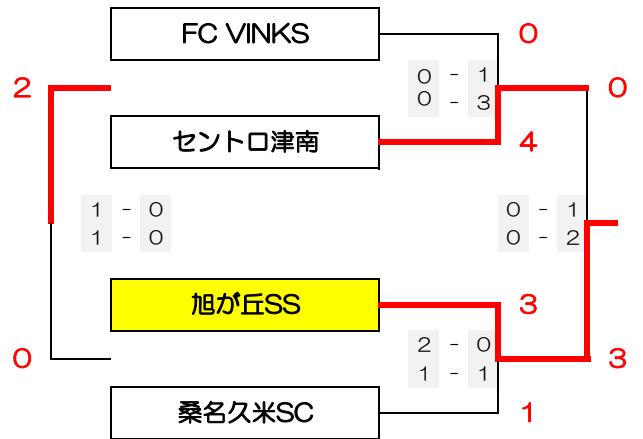 FC VINKS
0
0 - 1
0 - 3
2
0
セントロ津南
4
1 - 0
1 - 0
0 - 1
0 - 2
旭が丘SS
3
2 - 0
1 - 1
0
3
桑名久米SC
1